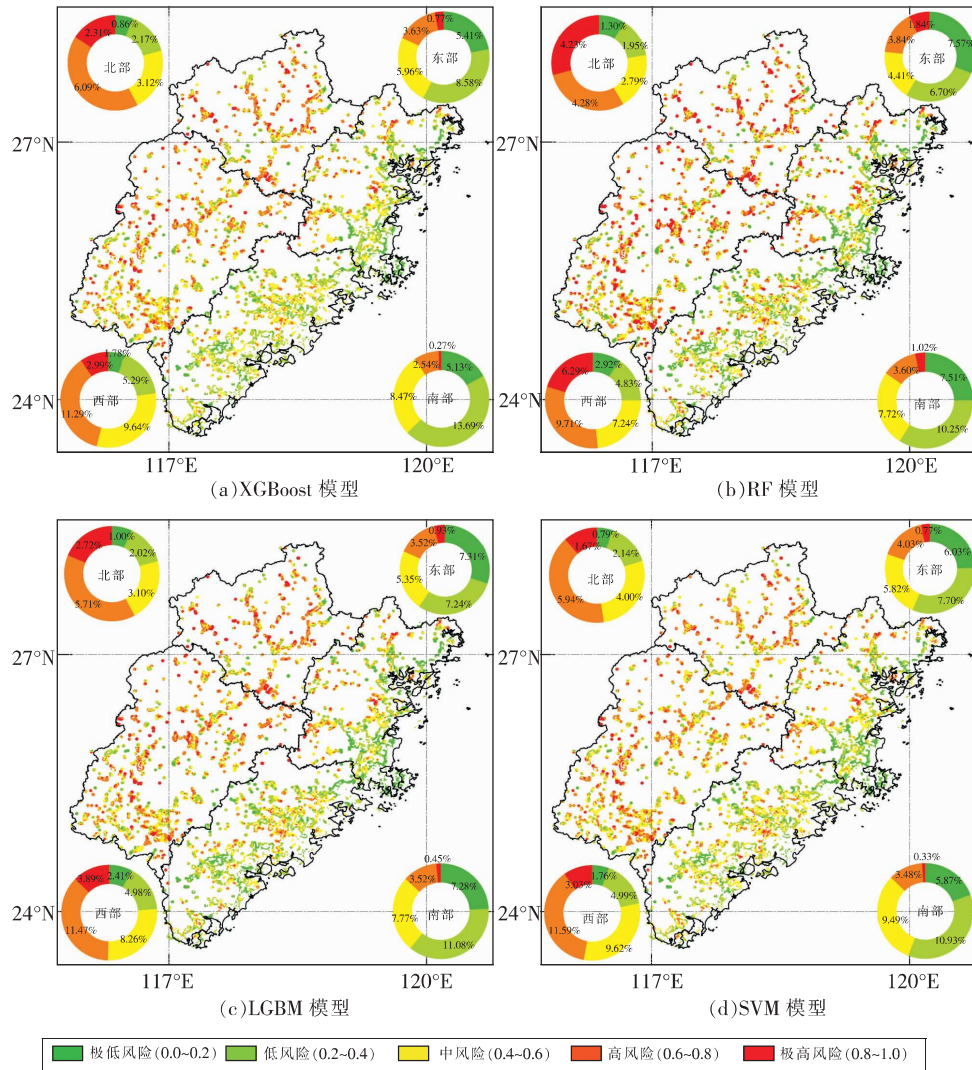 0.86%
2.31%
2.17%
北部
3.12%
6.09%
0.77%
3.63%
5.41%
东部
5.96%
8.58%
27°N
1.78%
2.99%
5.29%
西部
11.29%
9.64%
0.27%
2.54%
5.13%
8.47%
南部
13.69%
24°N
117°E
120°E
(a)XGBoost 模型
1.30%
4.23%
1.95%
北部
2.79%
4.28%
1.84%
3.84%
7.57%
东部
4.41%
6.70%
27°N
2.92%
6.29%
4.83%
西部
9.71%
7.24%
1.02%
3.60%
7.51%
7.72%
南部
10.25%
24°N
117°E
120°E
(b)RF 模型
1.00%
2.72%
2.02%
北部
3.10%
5.71%
0.93%
3.52%
7.31%
东部
5.35%
7.24%
27°N
2.41%
3.89%
4.98%
西部
11.47%
8.26%
0.45%
3.52%
7.28%
7.77%
南部
11.08%
24°N
117°E
120°E
(c)LGBM 模型
0.79%
1.67%
2.14%
北部
4.00%
5.94%
0.77%
4.03%
6.03%
东部
5.82%
7.70%
27°N
1.76%
3.03%
4.99%
西部
11.59%
9.62%
0.33%
3.48%
5.87%
9.49%
南部
10.93%
24°N
117°E
120°E
(d)SVM 模型
极低风险(0.0~0.2) 低风险(0.2~0.4) 中风险(0.4~0.6) 高风险(0.6~0.8) 极高风险(0.8~1.0)